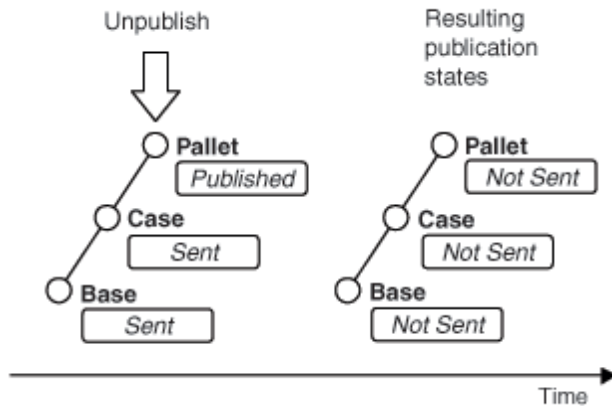 Unpublish
Resulting
publication
states
Pallet
Published
Case
Sent
Base
Sent
Pallet
Not Sent
Case
Not Sent
Base
Not Sent
Time